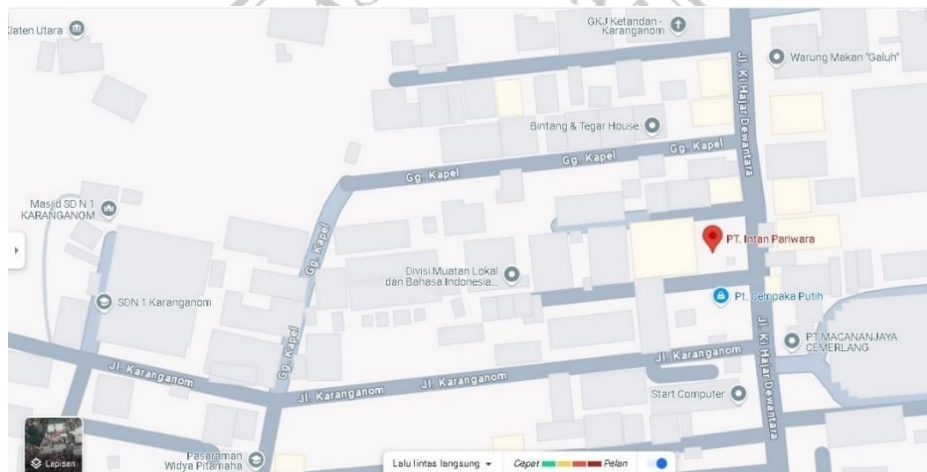 Klaten Utara
GKJ Ketandan -
Karanganom
Warung Makan "Galuh"
Jl. Ki Hajar Dewantara
Bintang & Tegar House
Gg. Kapel
Gg. Kapel
Gg. Kapel
Masjid SD N 1
KARANGANOM
Gg. Kapel
PT. Intan Pariwara
Divisi Muatan Lokal
dan Bahasa Indonesia...
SDN 1 Karanganom
Pt. Cempaka Putih
PT MACANANJAYA
CEMERLANG
Jl. Ki Hajar Dewantara
Gg. Kapel
Jl. Karanganom
Jl. Karanganom
Jl. Karanganom
Jl. Karanganom
Start Computer
Lapisan
Pasaraman
Widya Pitamaha
Lalu lintas langsung
Cepat
Pelan